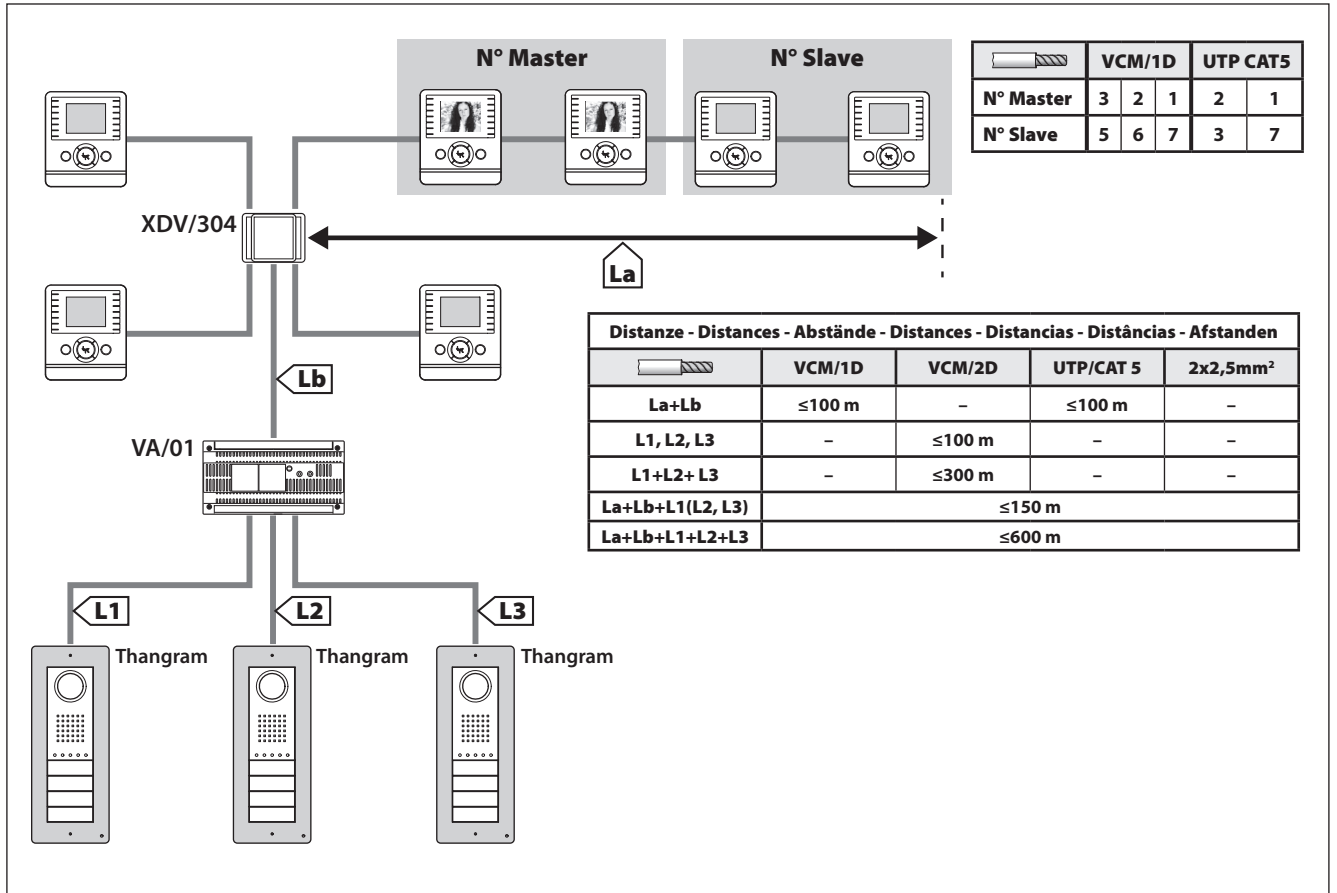 N° Master N° Slave
VCM/1D UTP CAT5
N° Master 3 2 1 2 1
N° Slave 5 6 7 3 7
XDV/304
La
Lb
Distanze - Distances - Abstände - Distances - Distancias - Distâncias - Afstanden
VCM/1D VCM/2D UTP/CAT 5 2x2,5mm²
La+Lb ≤100 m – ≤100 m –
L1, L2, L3 – ≤100 m – –
L1+L2+ L3 – ≤300 m – –
La+Lb+L1(L2, L3) ≤150 m
La+Lb+L1+L2+L3 ≤600 m
VA/01
L1 L2 L3
Thangram Thangram Thangram